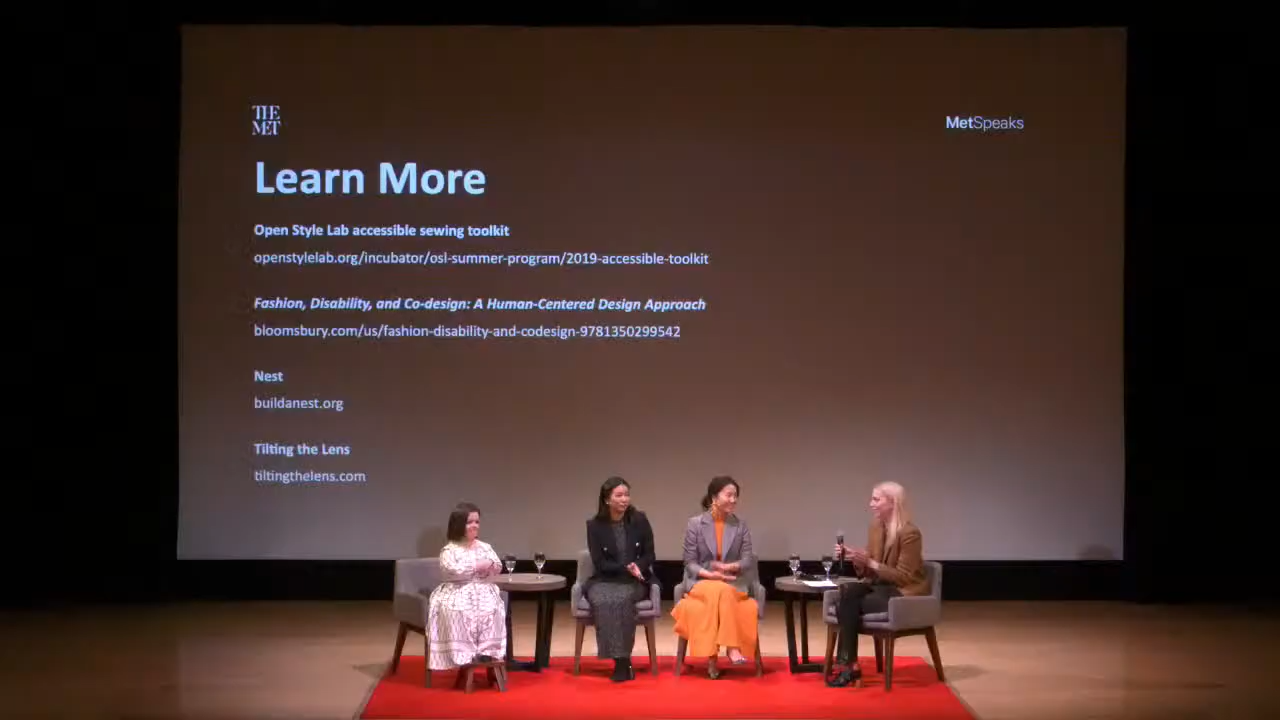 THE
MET
MetSpeaks
Learn More
Open Style Lab accessible sewing toolkit
openstylelab.org/incubator/osl-summer-program/2019-accessible-toolkit
Fashion, Disability, and Co-design: A Human-Centered Design Approach
bloomsbury.com/us/fashion-disability-and-codesign-9781350299542
Nest
buildanest.org
Tilting the Lens
tiltingthelens.com